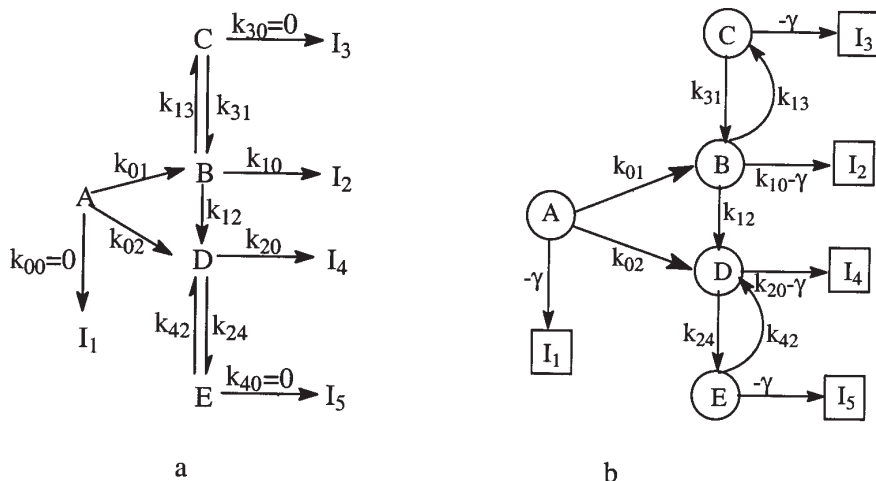 C
k30=0
I3
k13
k31
k01
B
k10
I2
A
k12
k02
k00=0
D
k20
I4
I1
k42
k24
E
k40=0
I5
a
C
-γ
I3
k31
k13
k01
B
k10-γ
I2
A
k12
k02
-γ
D
k20-γ
I4
I1
k24
k42
E
-γ
I5
b